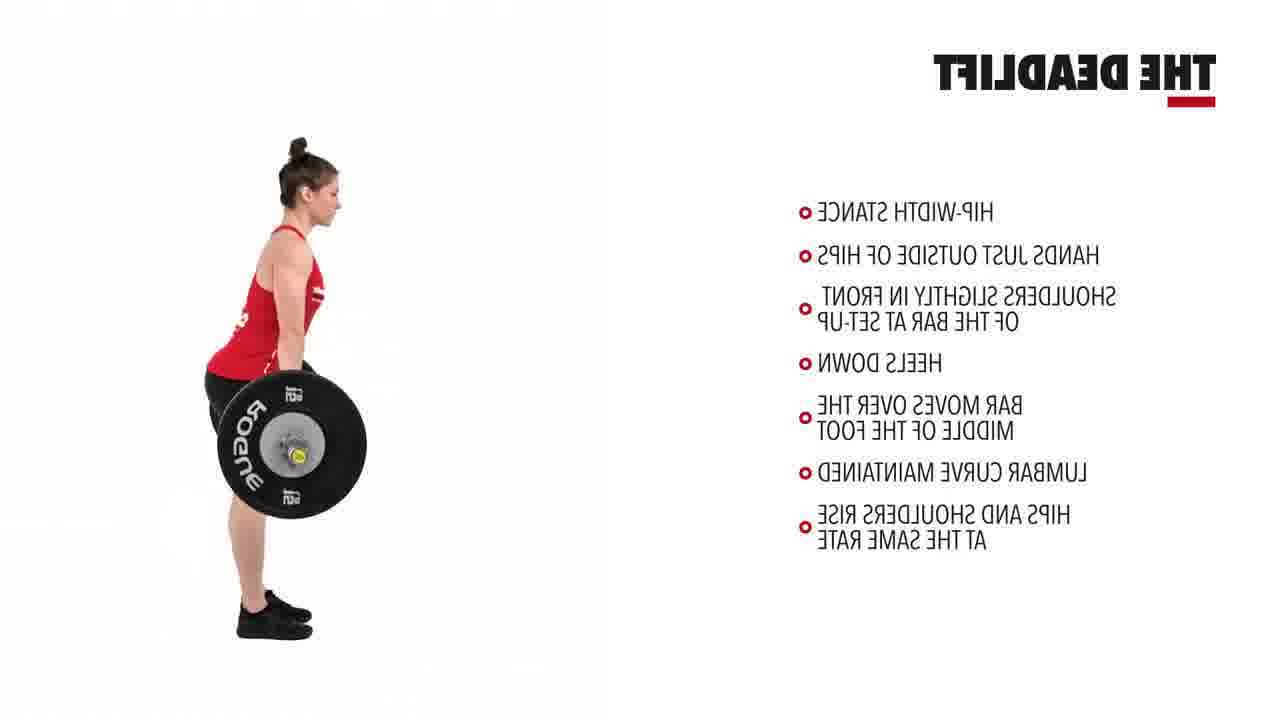 THE DEADLIFT
HIP-WIDTH STANCE
HANDS JUST OUTSIDE OF HIPS
SHOULDERS SLIGHTLY IN FRONT
OF THE BAR AT SET-UP
HEELS DOWN
BAR MOVES OVER THE
MIDDLE OF THE FOOT
LUMBAR CURVE MAINTAINED
HIPS AND SHOULDERS RISE
AT THE SAME RATE
ROGUE